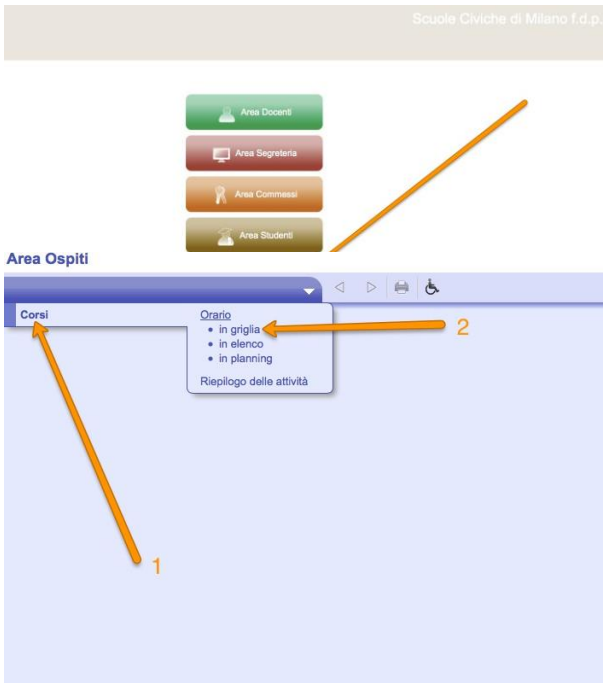 Scuole Civiche di Milano f.d.p.
Area Docenti
Area Segreteria
Area Commessi
Area Studenti
Area Ospiti
Corsi
Orario
in griglia
2
in elenco
in planning
Riepilogo delle attività
1